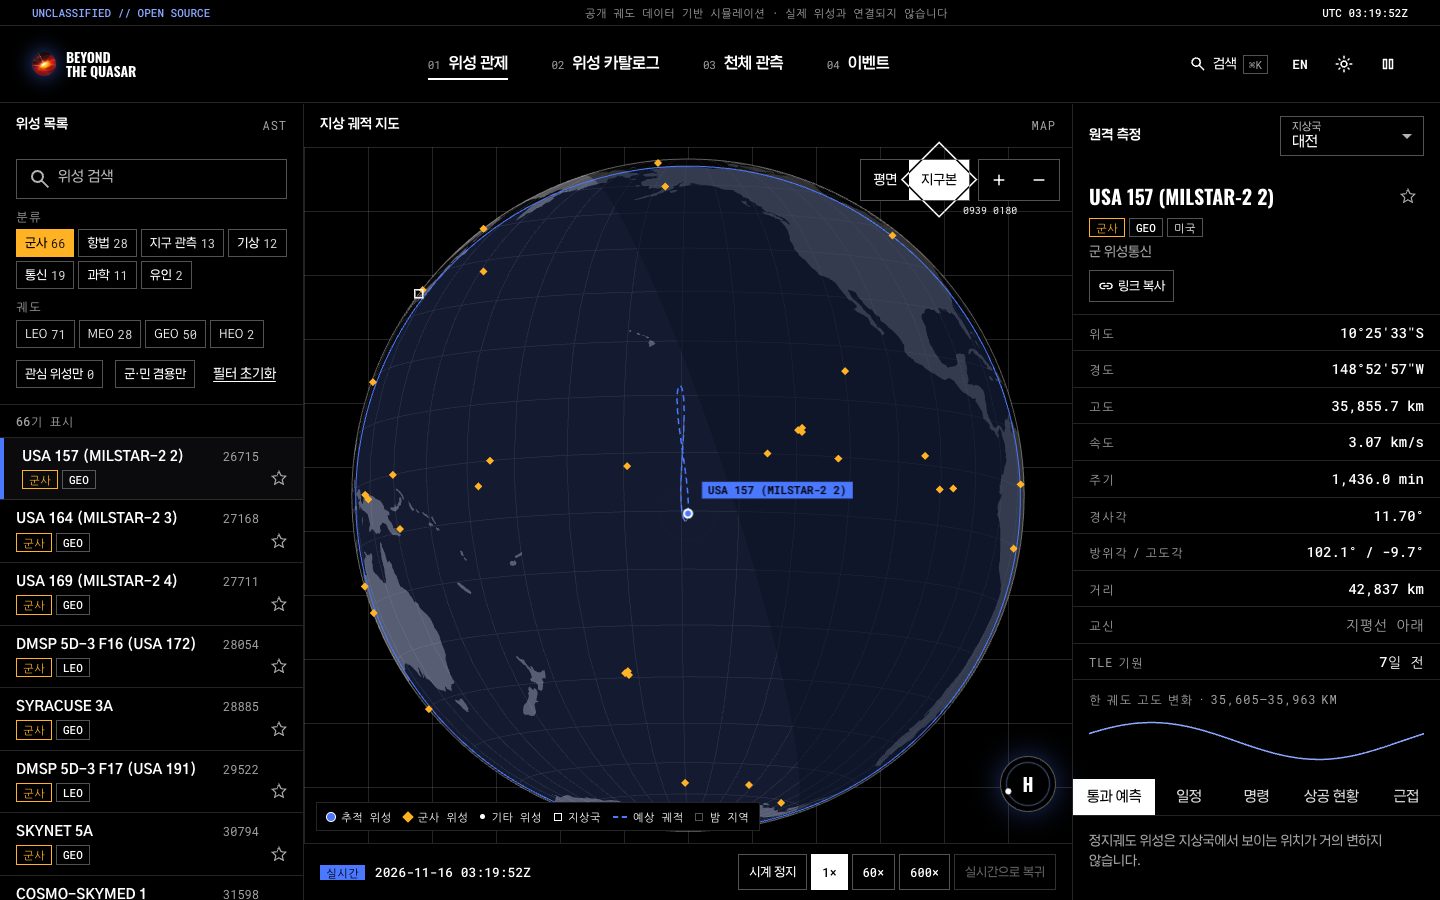 UNCLASSIFIED // OPEN SOURCE
공개 궤도 데이터 기반 시뮬레이션 · 실제 위성과 연결되지 않습니다
UTC 03:19:52Z
BEYOND
THE QUASAR
01 위성 관제
02 위성 카탈로그
03 천체 관측
04 이벤트
검색 ⌘K
EN
위성 목록
AST
위성 검색
분류
군사 66
항법 28
지구 관측 13
기상 12
통신 19
과학 11
유인 2
궤도
LEO 71
MEO 28
GEO 50
HEO 2
관심 위성만 0
군·민 겸용만
필터 초기화
66기 표시
USA 157 (MILSTAR-2 2) 26715
군사 GEO
USA 164 (MILSTAR-2 3) 27168
군사 GEO
USA 169 (MILSTAR-2 4) 27711
군사 GEO
DMSP 5D-3 F16 (USA 172) 28054
군사 LEO
SYRACUSE 3A 28885
군사 GEO
DMSP 5D-3 F17 (USA 191) 29522
군사 LEO
SKYNET 5A 30794
군사 GEO
COSMO-SKYMED 1 31598
지상 궤적 지도
MAP
평면
지구본
+
−
0939 0180
USA 157 (MILSTAR-2 2)
H
추적 위성
군사 위성
기타 위성
지상국
예상 궤적
밤 지역
실시간 2026-11-16 03:19:52Z
시계 정지
1×
60×
600×
실시간으로 복귀
원격 측정
지상국
대전
USA 157 (MILSTAR-2 2)
군사 GEO 미국
군 위성통신
링크 복사
위도 10°25'33"S
경도 148°52'57"W
고도 35,855.7 km
속도 3.07 km/s
주기 1,436.0 min
경사각 11.70°
방위각 / 고도각 102.1° / -9.7°
거리 42,837 km
교신 지평선 아래
TLE 기원 7일 전
한 궤도 고도 변화 · 35,605–35,963 KM
통과 예측
일정
명령
상공 현황
근접
정지궤도 위성은 지상국에서 보이는 위치가 거의 변하지
않습니다.